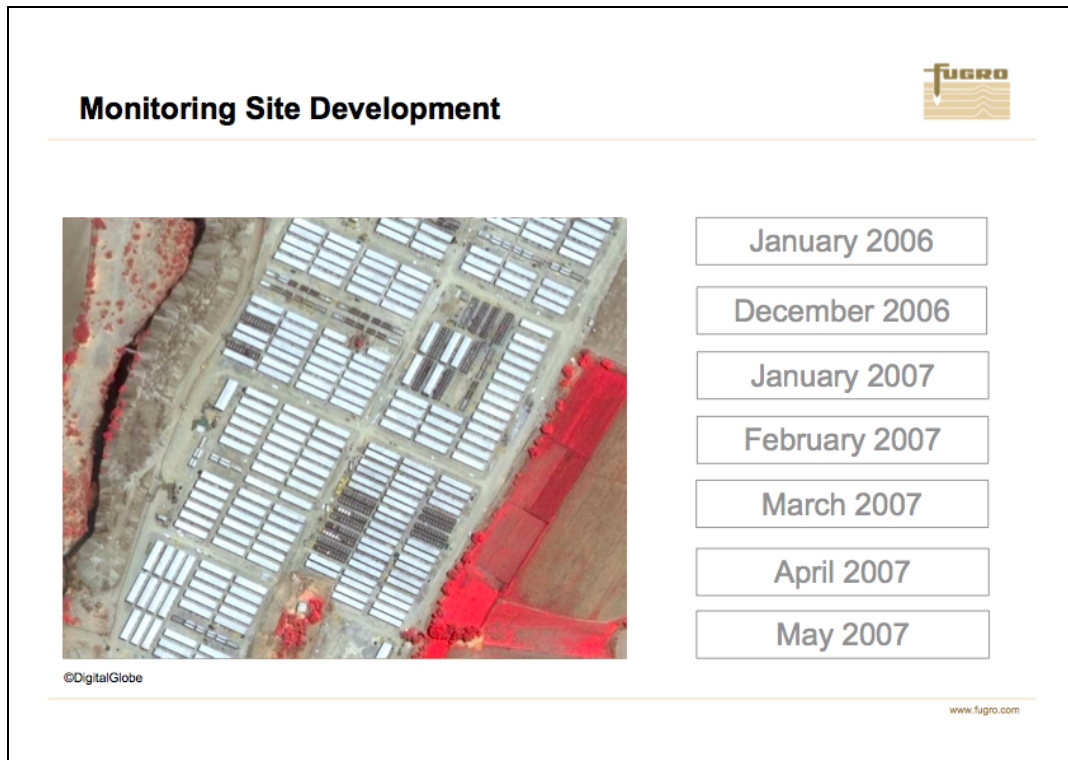 FUGRO
Monitoring Site Development
January 2006
December 2006
January 2007
February 2007
March 2007
April 2007
May 2007
©DigitalGlobe
www.fugro.com